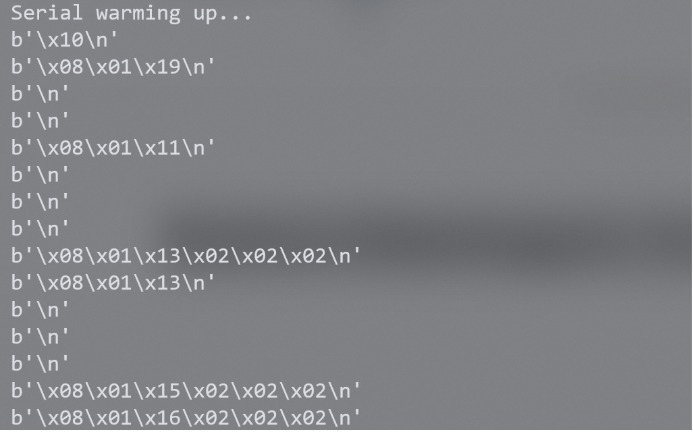 Serial warming up...
b'\x10\n'
b'\x08\x01\x19\n'
b'\n'
b'\n'
b'\x08\x01\x11\n'
b'\n'
b'\n'
b'\n'
b'\x08\x01\x13\x02\x02\x02\n'
b'\x08\x01\x13\n'
b'\n'
b'\n'
b'\n'
b'\x08\x01\x15\x02\x02\x02\n'
b'\x08\x01\x16\x02\x02\x02\n'